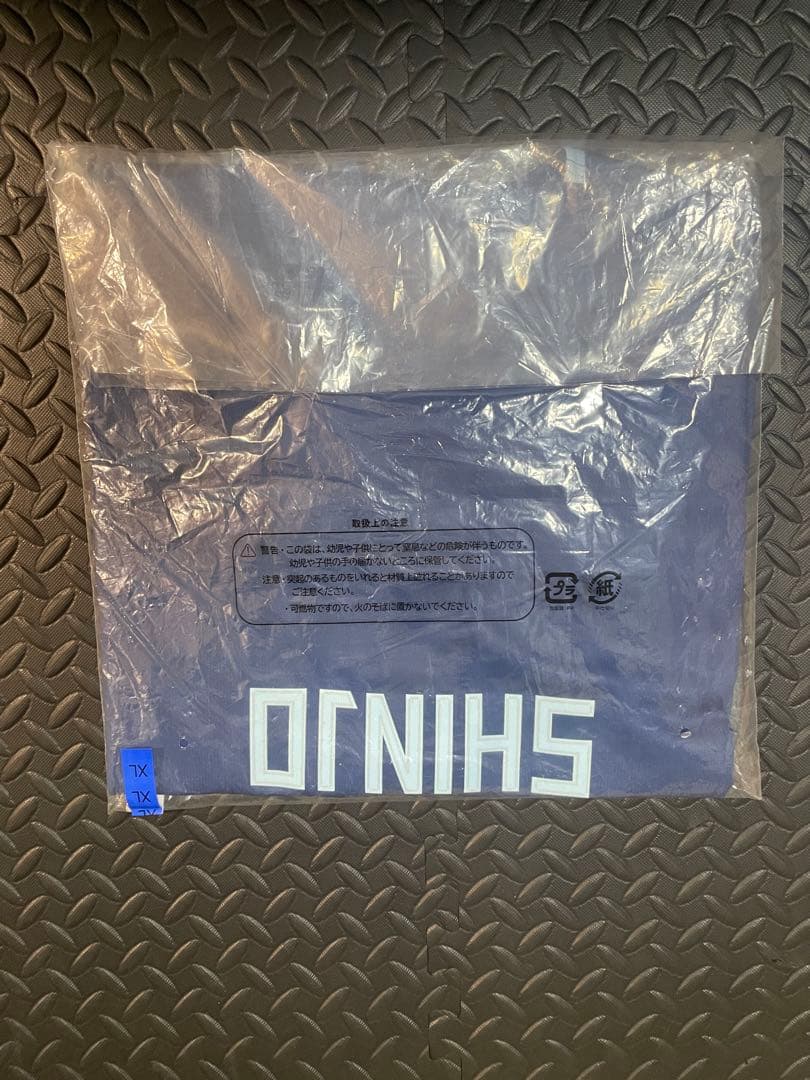 取扱上の注意
警告・この袋は、幼児や子供にとって窒息などの危険が伴うものです。
幼児や子供の手の届かないところに保管してください。
注意・突起のあるものをいれると材質上破れることがありますので
ご注意ください。
・可燃物ですので、火のそばに置かないでください。
プラ
紙
SHINJO
XL
XL
XL